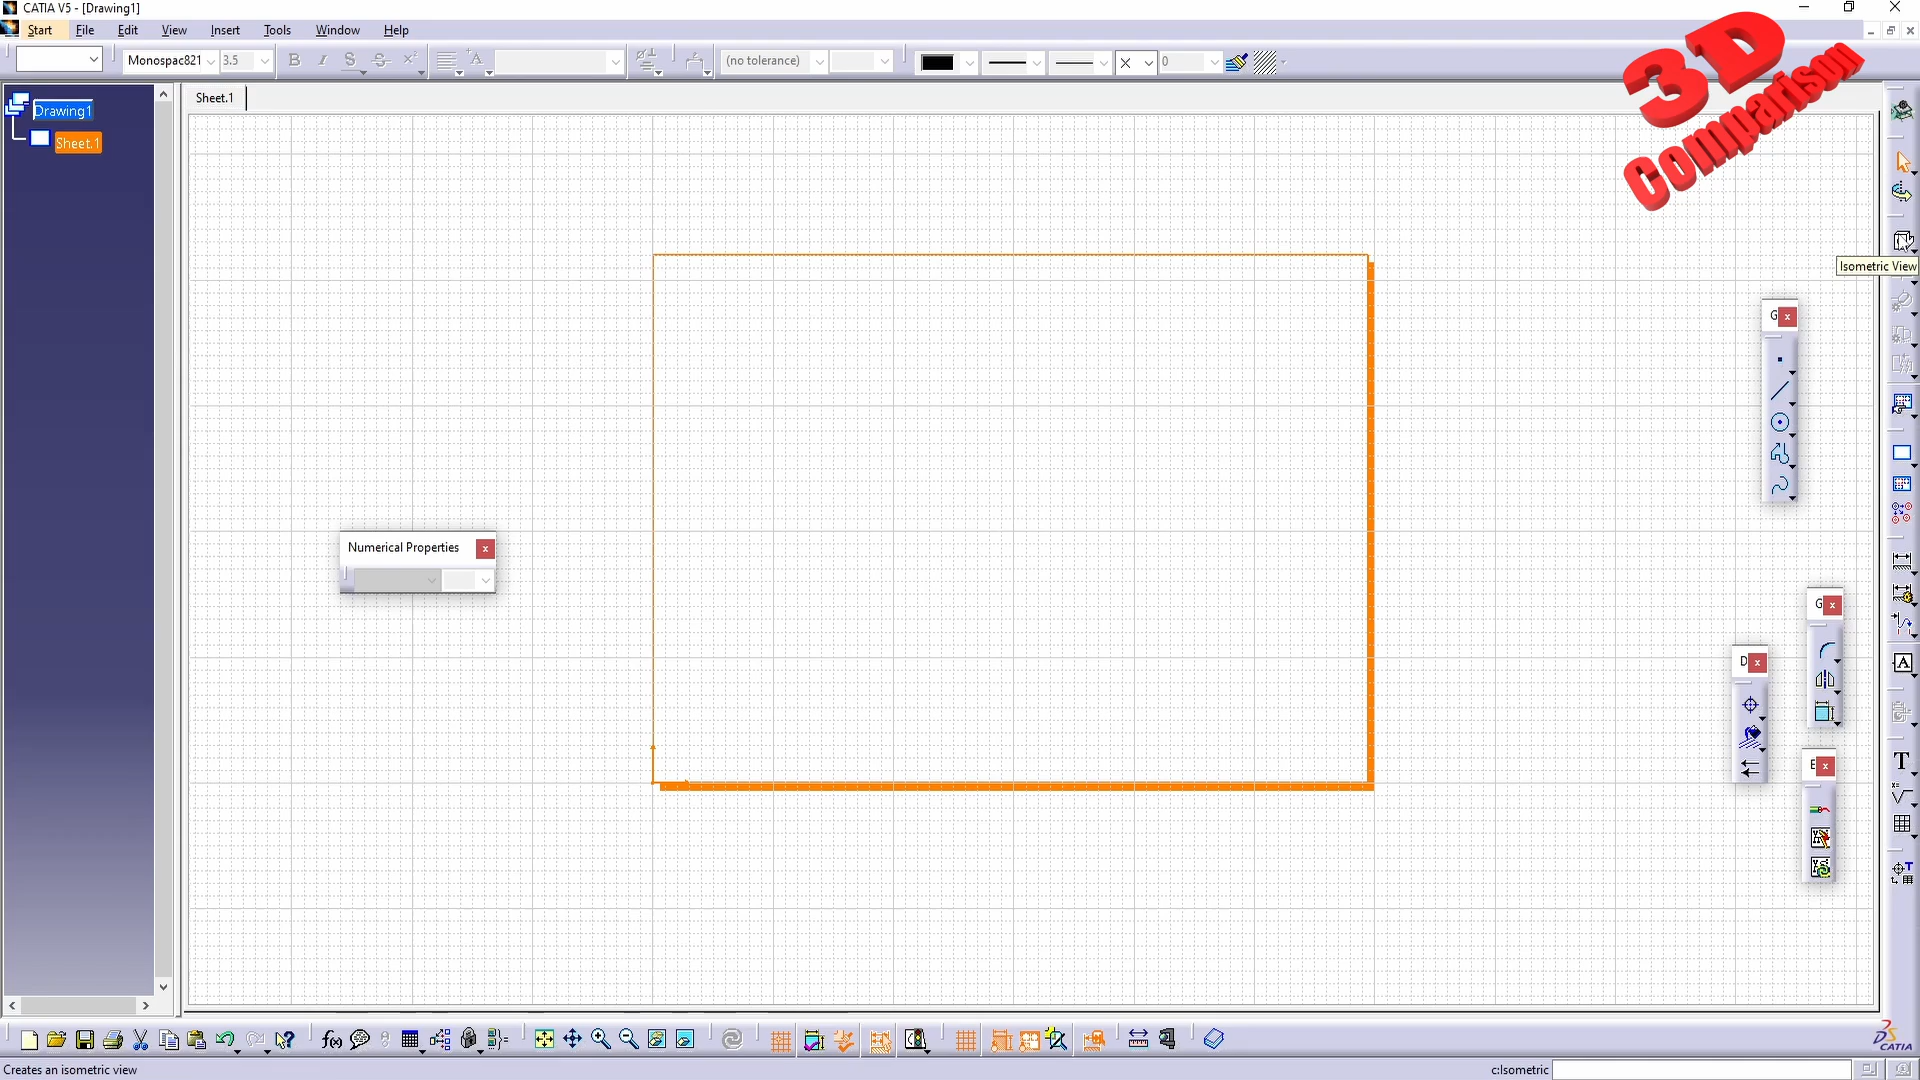 CATIA V5 - [Drawing1]
Start File Edit View Insert Tools Window Help
Monospac821 3.5 B I S S (no tolerance) 0
3D
Comparison
Drawing1
Sheet.1
Sheet.1
Isometric View
G
Numerical Properties
G
D
E
A
T
f(x)
CATIA
Creates an isometric view
c:Isometric